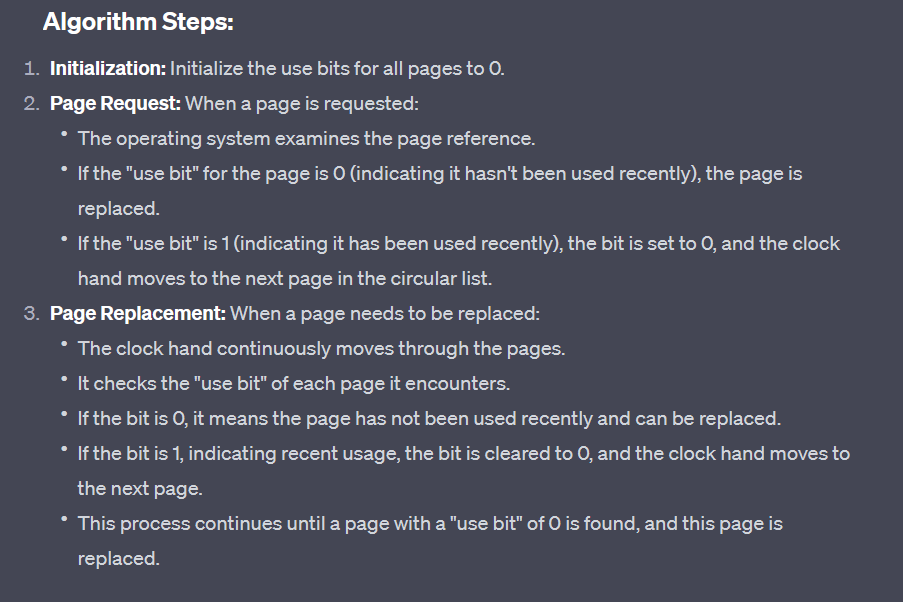 Algorithm Steps:
1. Initialization: Initialize the use bits for all pages to 0.
2. Page Request: When a page is requested:
• The operating system examines the page reference.
• If the "use bit" for the page is 0 (indicating it hasn't been used recently), the page is
replaced.
• If the "use bit" is 1 (indicating it has been used recently), the bit is set to 0, and the clock
hand moves to the next page in the circular list.
3. Page Replacement: When a page needs to be replaced:
• The clock hand continuously moves through the pages.
• It checks the "use bit" of each page it encounters.
• If the bit is 0, it means the page has not been used recently and can be replaced.
• If the bit is 1, indicating recent usage, the bit is cleared to 0, and the clock hand moves to
the next page.
• This process continues until a page with a "use bit" of 0 is found, and this page is
replaced.